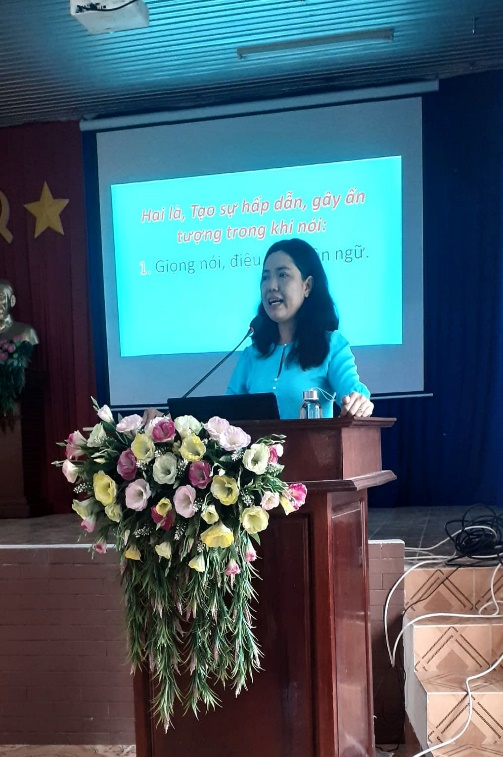 Hai là, Tạo sự hấp dẫn, gây ấn
tượng trong khi nói:
1. Giọng nói, điệu ngữ.